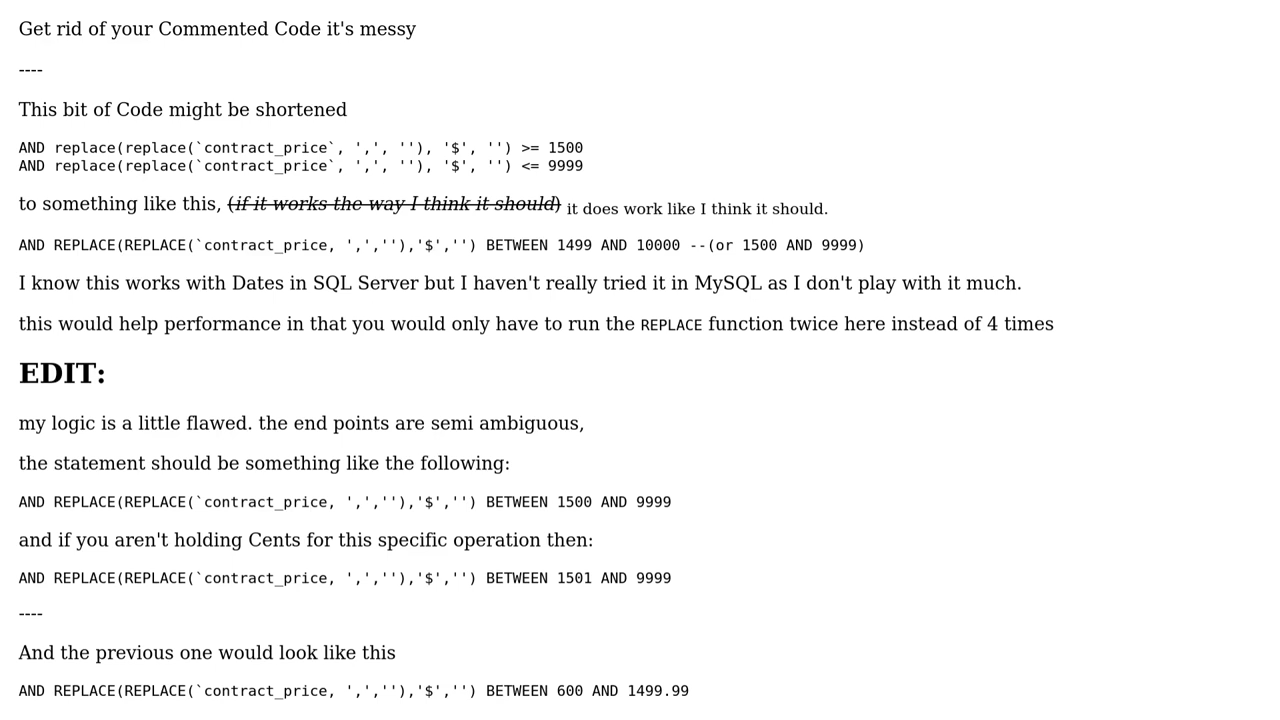 Get rid of your Commented Code it's messy
----
This bit of Code might be shortened
AND replace(replace(`contract_price`, ',', ''), '$', '') >= 1500
AND replace(replace(`contract_price`, ',', ''), '$', '') <= 9999
to something like this, (if it works the way I think it should) it does work like I think it should.
AND REPLACE(REPLACE(`contract_price, ',',''),'$','') BETWEEN 1499 AND 10000 --(or 1500 AND 9999)
I know this works with Dates in SQL Server but I haven't really tried it in MySQL as I don't play with it much.
this would help performance in that you would only have to run the REPLACE function twice here instead of 4 times
EDIT:
my logic is a little flawed. the end points are semi ambiguous,
the statement should be something like the following:
AND REPLACE(REPLACE(`contract_price, ',',''),'$','') BETWEEN 1500 AND 9999
and if you aren't holding Cents for this specific operation then:
AND REPLACE(REPLACE(`contract_price, ',',''),'$','') BETWEEN 1501 AND 9999
----
And the previous one would look like this
AND REPLACE(REPLACE(`contract_price, ',',''),'$','') BETWEEN 600 AND 1499.99